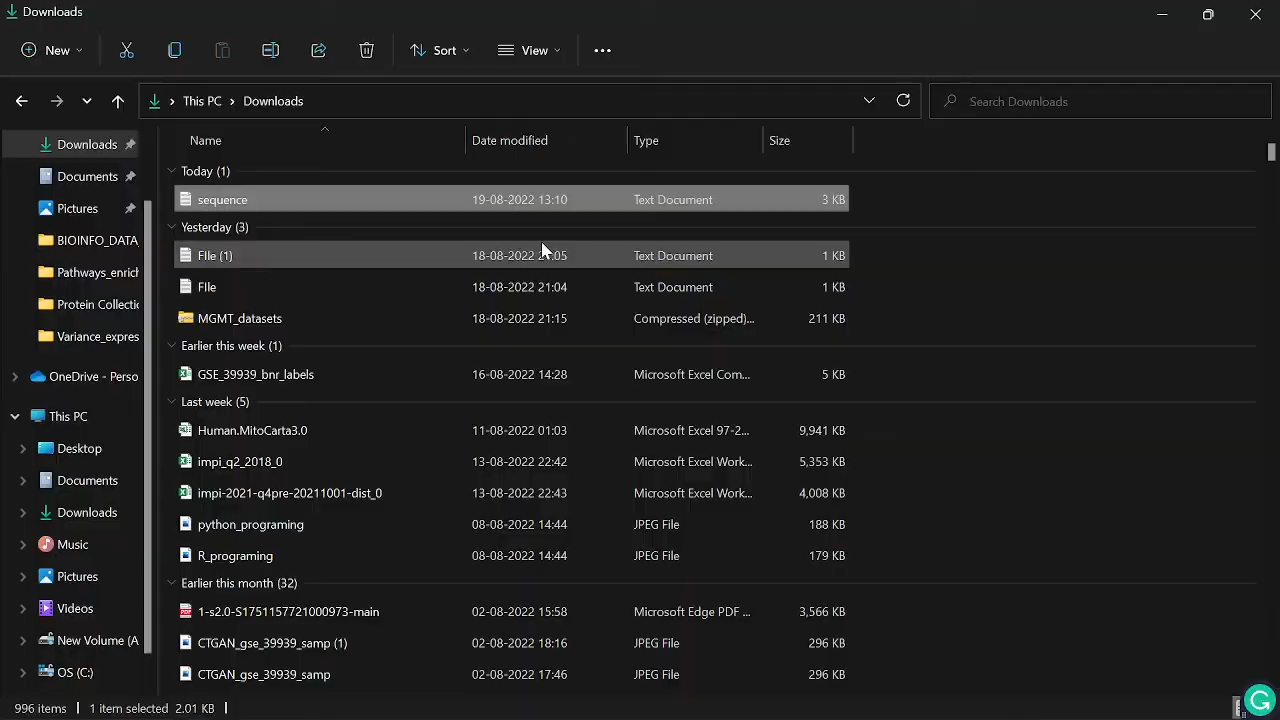 Downloads
New
Sort
View
This PC
Downloads
Search Downloads
Name
Date modified
Type
Size
Today (1)
sequence 19-08-2022 13:10 Text Document 3 KB
Yesterday (3)
FIle (1) 18-08-2022 :05 Text Document 1 KB
FIle 18-08-2022 21:04 Text Document 1 KB
MGMT_datasets 18-08-2022 21:15 Compressed (zipped)... 211 KB
Earlier this week (1)
GSE_39939_bnr_labels 16-08-2022 14:28 Microsoft Excel Com... 5 KB
Last week (5)
Human.MitoCarta3.0 11-08-2022 01:03 Microsoft Excel 97-2... 9,941 KB
impi_q2_2018_0 13-08-2022 22:42 Microsoft Excel Work... 5,353 KB
impi-2021-q4pre-20211001-dist_0 13-08-2022 22:43 Microsoft Excel Work... 4,008 KB
python_programing 08-08-2022 14:44 JPEG File 188 KB
R_programing 08-08-2022 14:44 JPEG File 179 KB
Earlier this month (32)
1-s2.0-S1751157721000973-main 02-08-2022 15:58 Microsoft Edge PDF ... 3,566 KB
CTGAN_gse_39939_samp (1) 02-08-2022 18:16 JPEG File 296 KB
CTGAN_gse_39939_samp 02-08-2022 17:46 JPEG File 296 KB
Downloads
Documents
Pictures
BIOINFO_DATA
Pathways_enrich
Protein Collectic
Variance_expres
OneDrive - Perso
This PC
Desktop
Documents
Downloads
Music
Pictures
Videos
New Volume (A
OS (C:)
996 items
1 item selected 2.01 KB